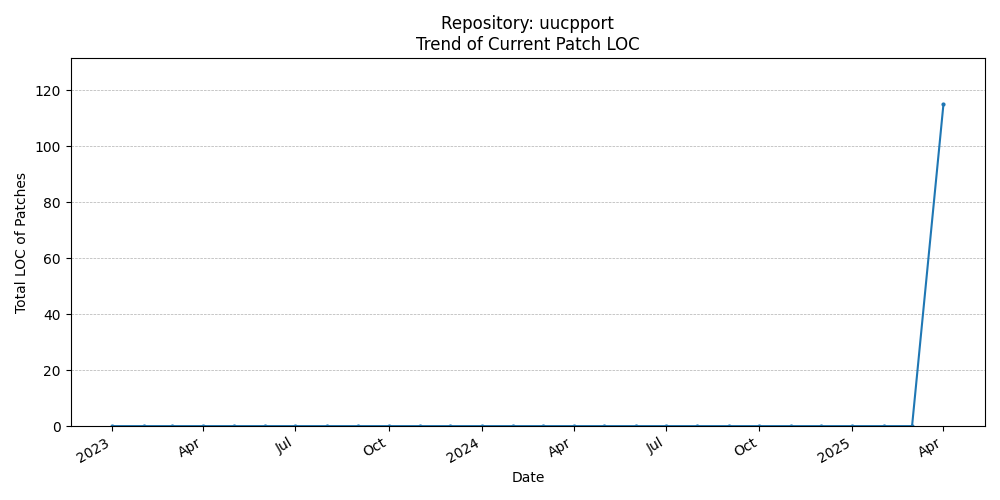 Repository: uucpport
Trend of Current Patch LOC
Total LOC of Patches
120
100
80
60
40
20
0
2023
Apr
Jul
Oct
2024
Apr
Jul
Oct
2025
Apr
Date